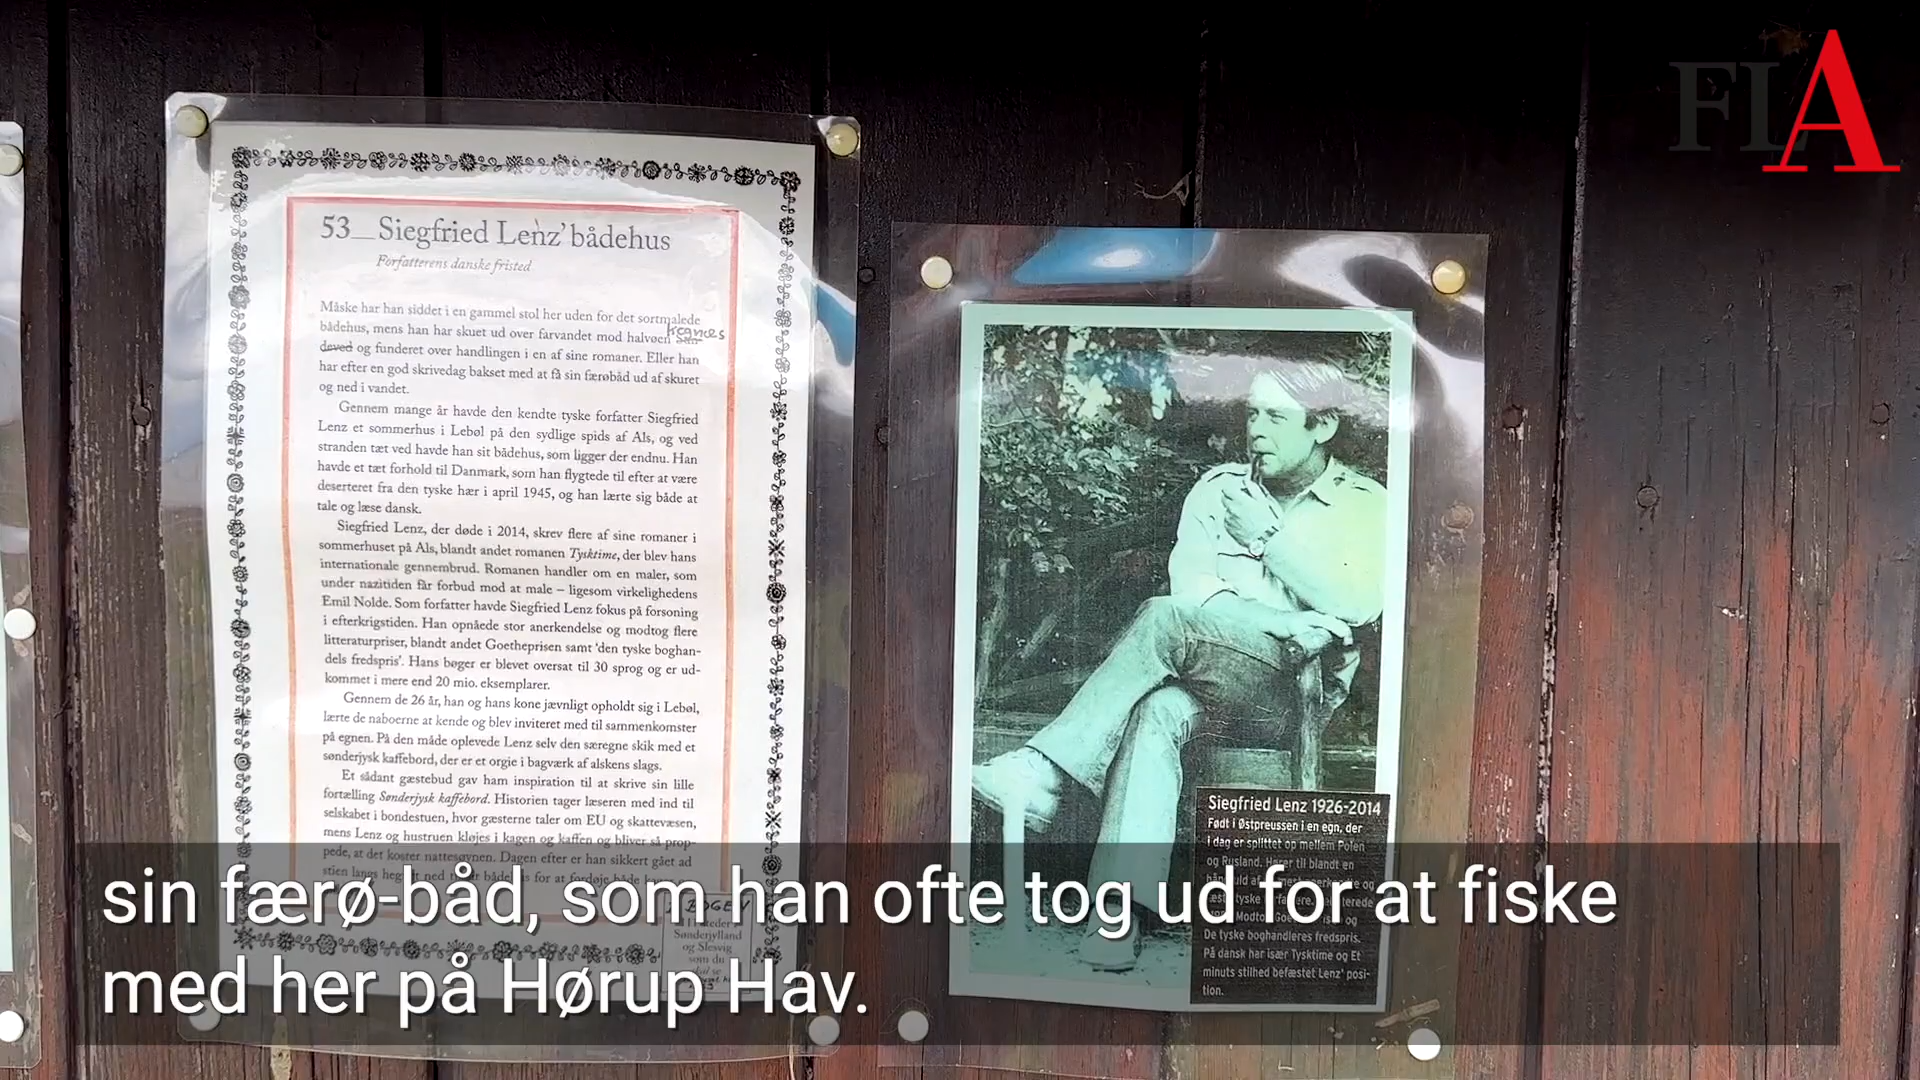 FLA
53_Siegfried Lenz' bådehus
Forfatterens danske fristed
Måske har han siddet i en gammel stol her uden for det sortmalede
bådehus, mens han har skuet ud over farvandet mod halvøen
Kegnæs
og funderet over handlingen i en af sine romaner. Eller han
har efter en god skrivedag bakset med at få sin færøbåd ud af skuret
og ned i vandet.
Gennem mange år havde den kendte tyske forfatter Siegfried
Lenz et sommerhus i Lebøl på den sydlige spids af Als, og ved
stranden tæt ved havde han sit bådehus, som ligger der endnu. Han
havde et tæt forhold til Danmark, som han flygtede til efter at være
deserteret fra den tyske hær i april 1945, og han lærte sig både at
tale og læse dansk.
Siegfried Lenz, der døde i 2014, skrev flere af sine romaner i
sommerhuset på Als, blandt andet romanen Tysktime, der blev hans
internationale gennembrud. Romanen handler om en maler, som
under nazitiden får forbud mod at male – ligesom virkelighedens
Emil Nolde. Som forfatter havde Siegfried Lenz fokus på forsoning
i efterkrigstiden. Han opnåede stor anerkendelse og modtog flere
litteraturpriser, blandt andet Goetheprisen samt 'den tyske boghan-
dels fredspris'. Hans bøger er blevet oversat til 30 sprog og er ud-
kommet i mere end 20 mio. eksemplarer.
Gennem de 26 år, han og hans kone jævnligt opholdt sig i Lebøl,
lærte de naboerne at kende og blev inviteret med til sammenkomster
på egnen. På den måde oplevede Lenz selv den særegne skik med et
sønderjysk kaffebord, der er et orgie i bagværk af alskens slags.
Et sådant gæstebud gav ham inspiration til at skrive sin lille
fortælling Sønderjysk kaffebord. Historien tager læseren med ind til
selskabet i bondestuen, hvor gæsterne taler om EU og skattevæsen,
mens Lenz og hustruen kløjes i kagen og kaffen og bliver så prop-
pede, at det koster nattesøvnen. Dagen efter er han sikkert gået ad
stien langs
BOGEN
Sønderjylland
og Slesvig
som du
Siegfried Lenz 1926-2014
Født i Østpreussen i en egn, der
i dag er splittet op mellem Polen
og Rusland. Hører til blandt en
De tyske boghandleres fredspris.
På dansk har især Tysktime og Et
minuts stilhed befæstet Lenz' posi-
tion.
sin færø-båd, som han ofte tog ud for at fiske
med her på Hørup Hav.